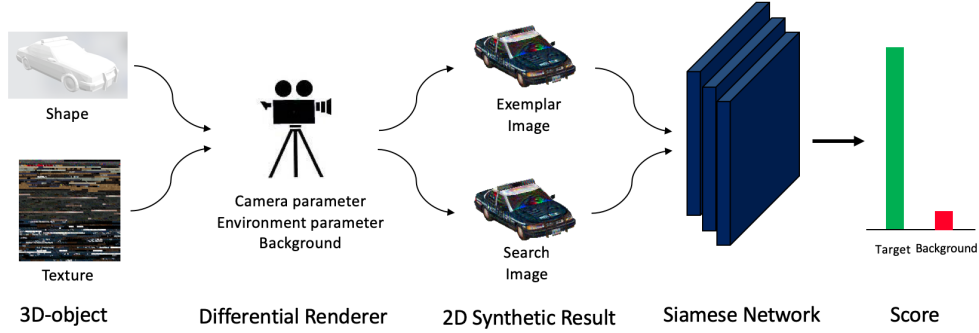 Shape
Texture
3D-object
Camera parameter
Environment parameter
Background
Differential Renderer
Exemplar
Image
Search
Image
2D Synthetic Result
Siamese Network
Target
Background
Score